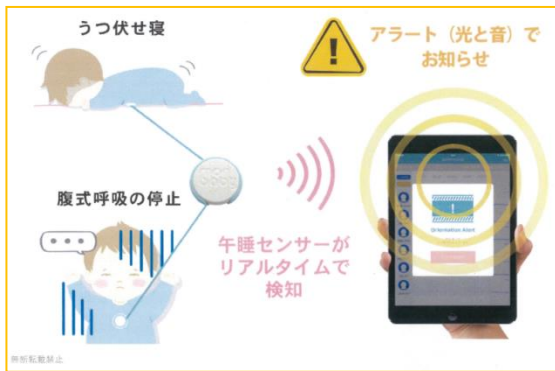 うつ伏せ寝
アラート（光と音）で
お知らせ
腹式呼吸の停止
午睡センサーが
リアルタイムで
検知
Orientation Alert
無断転載禁止